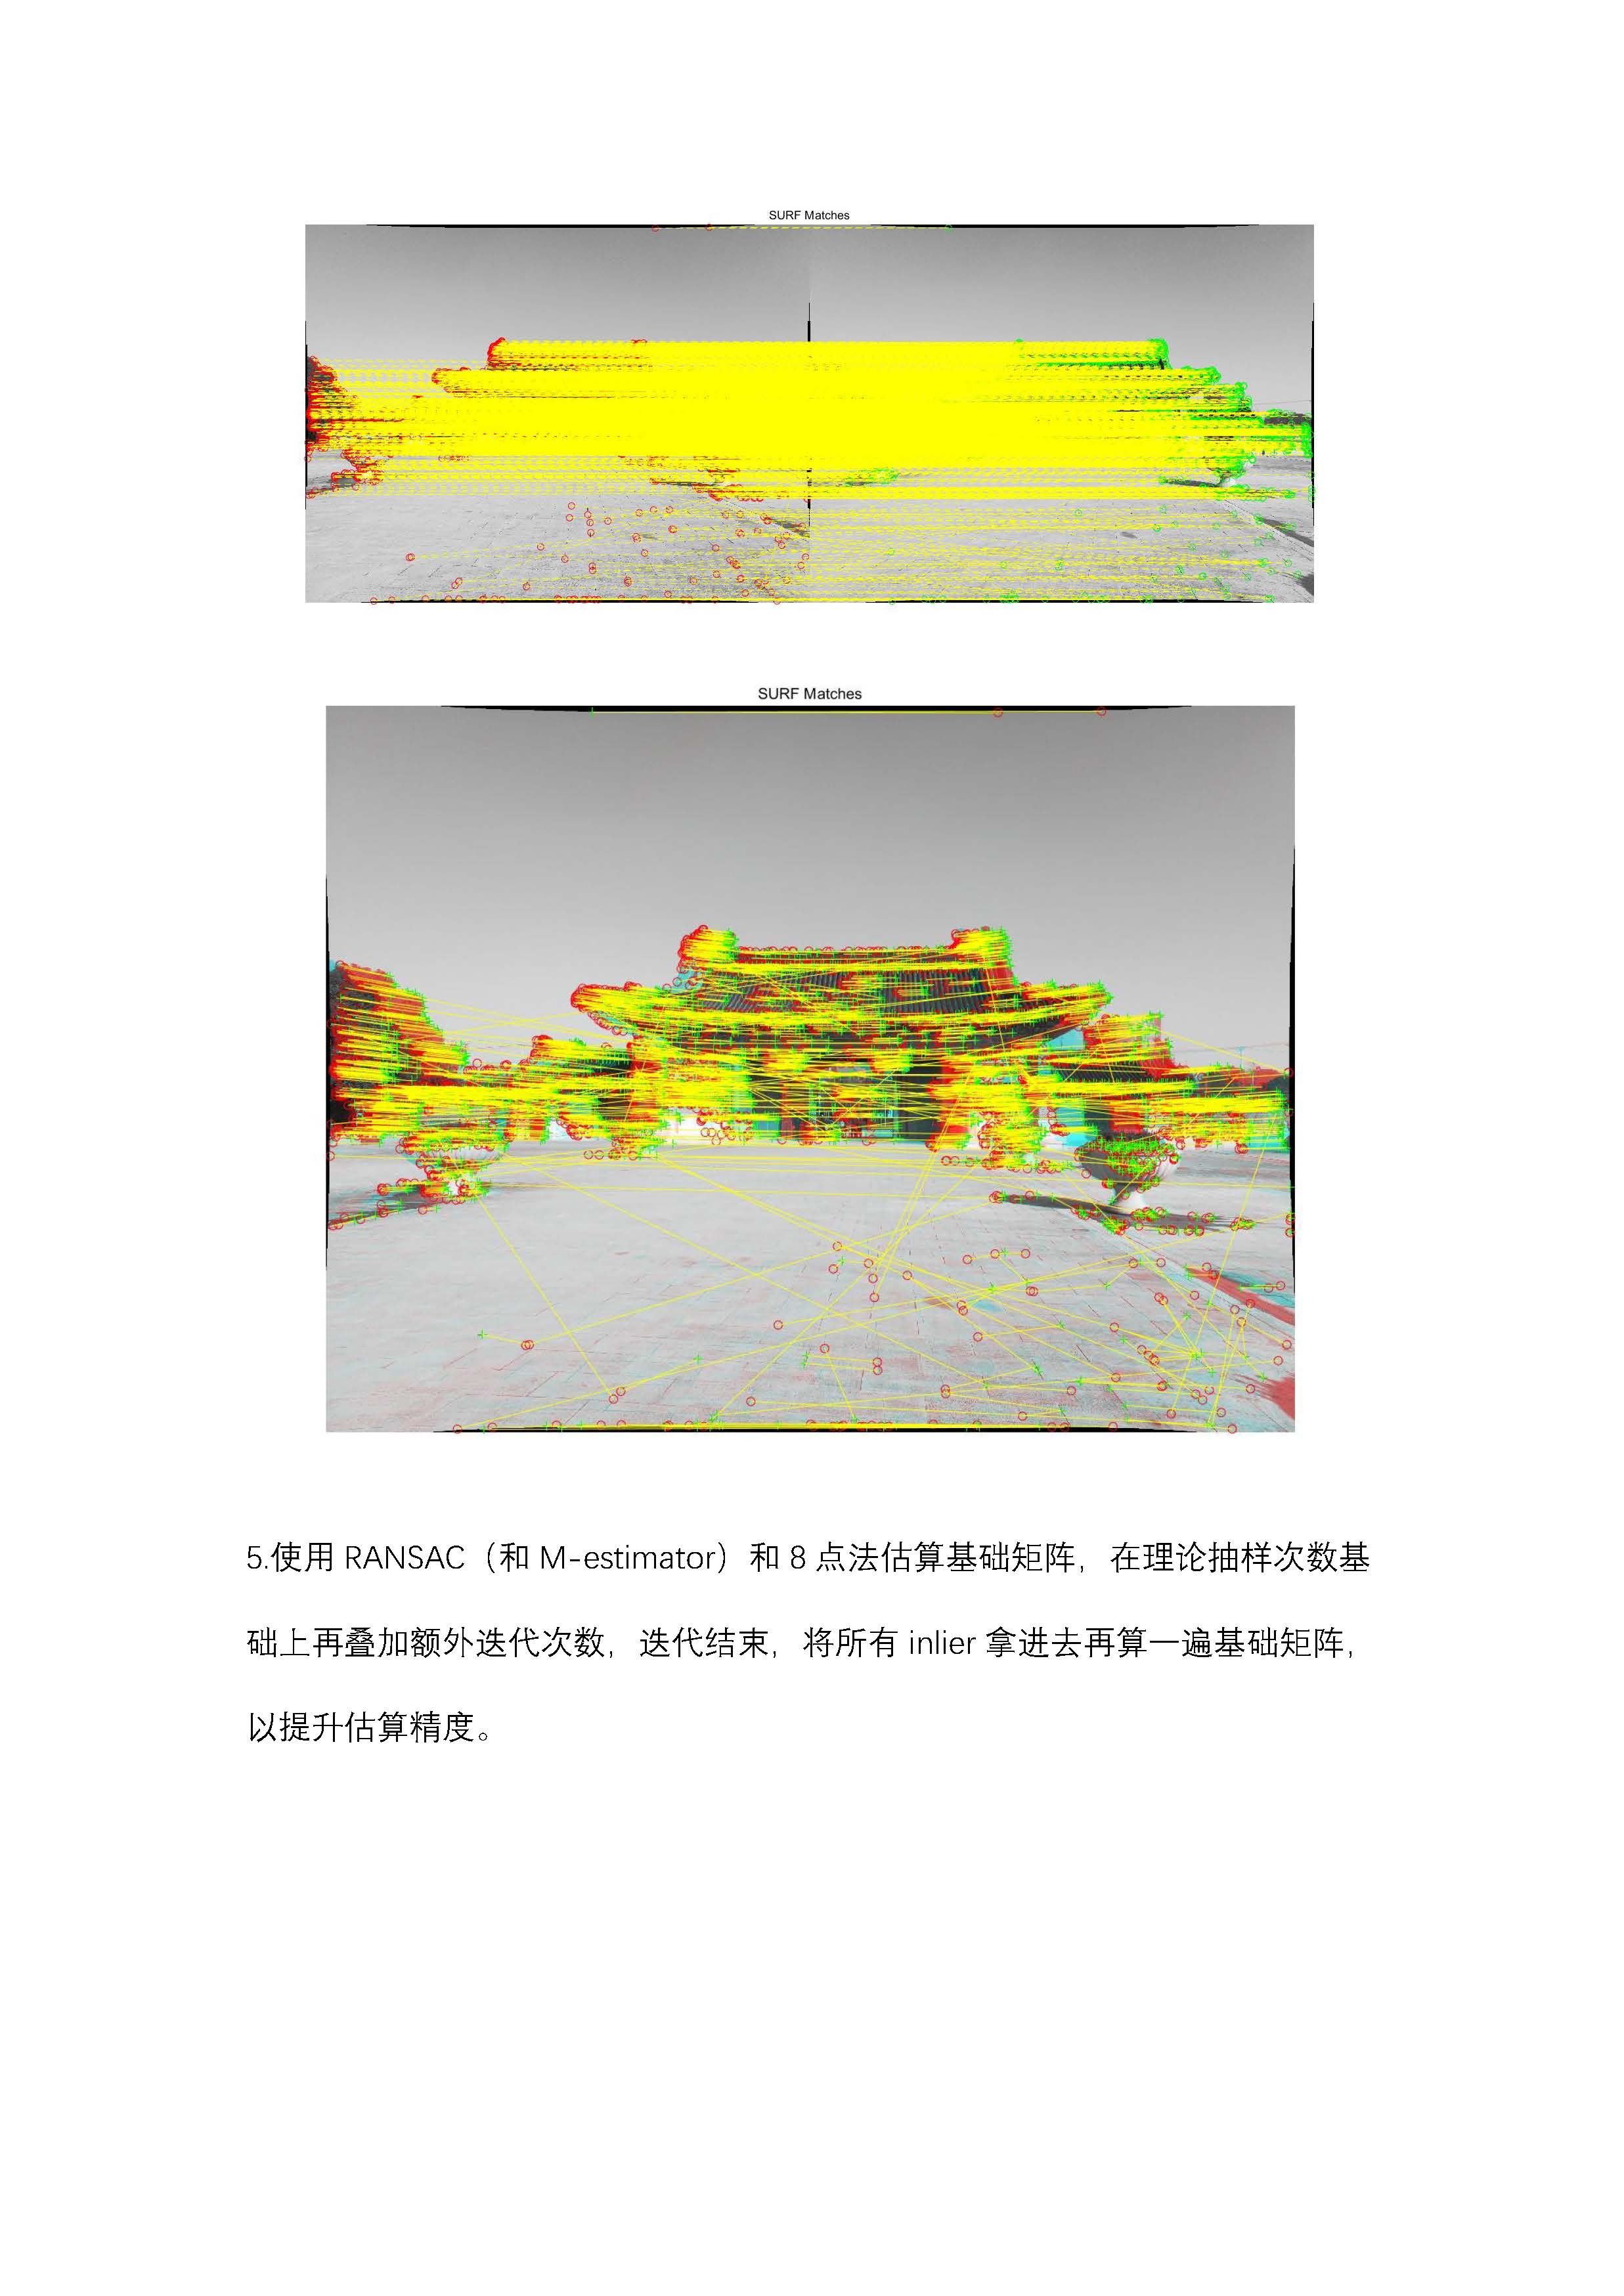 SURF Matches
SURF Matches
5.使用 RANSAC（和 M-estimator）和 8 点法估算基础矩阵，在理论抽样次数基
础上再叠加额外迭代次数，迭代结束，将所有 inlier 拿进去再算一遍基础矩阵，
以提升估算精度。